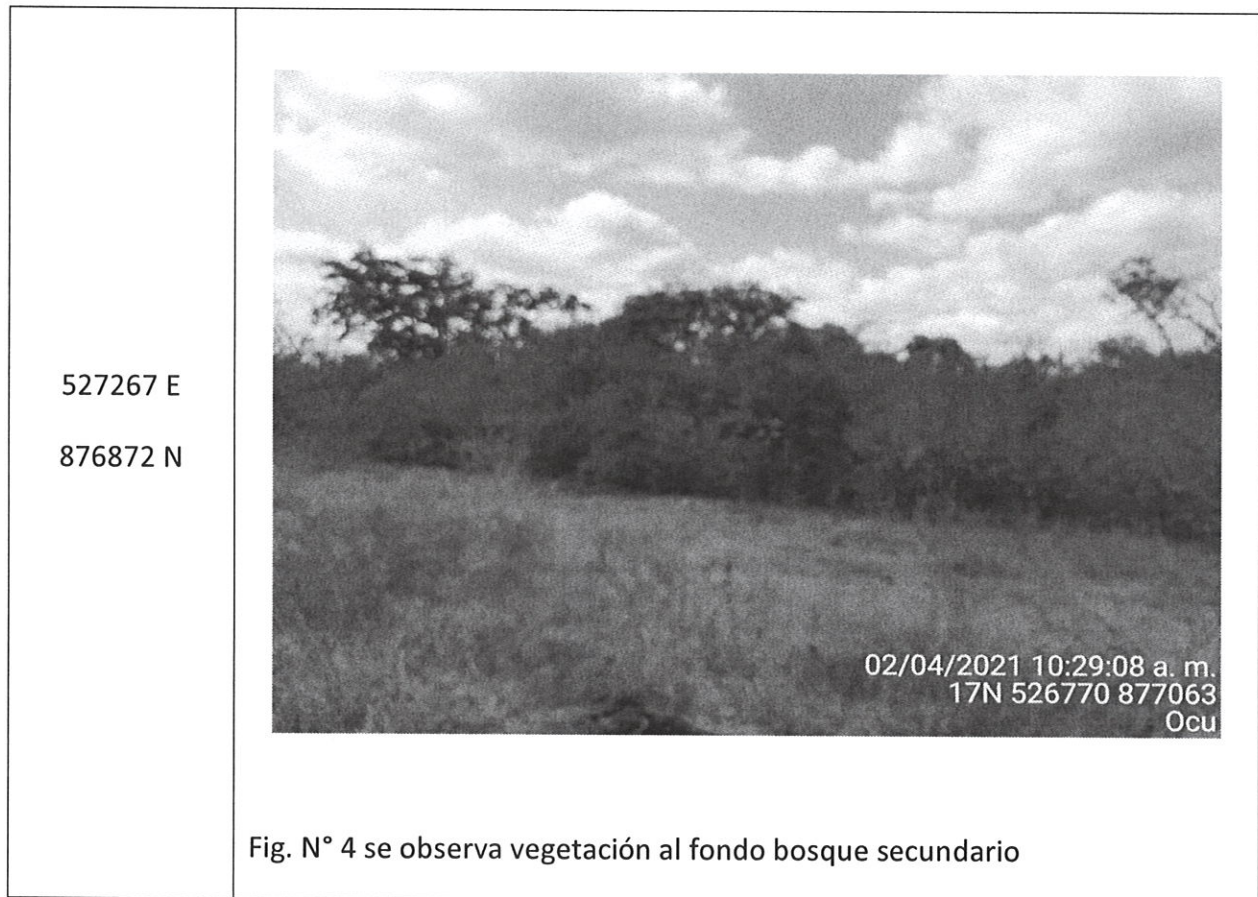 527267 E
876872 N
02/04/2021 10:29:08 a. m.
17N 526770 877063
Ocu
Fig. N° 4 se observa vegetación al fondo bosque secundario